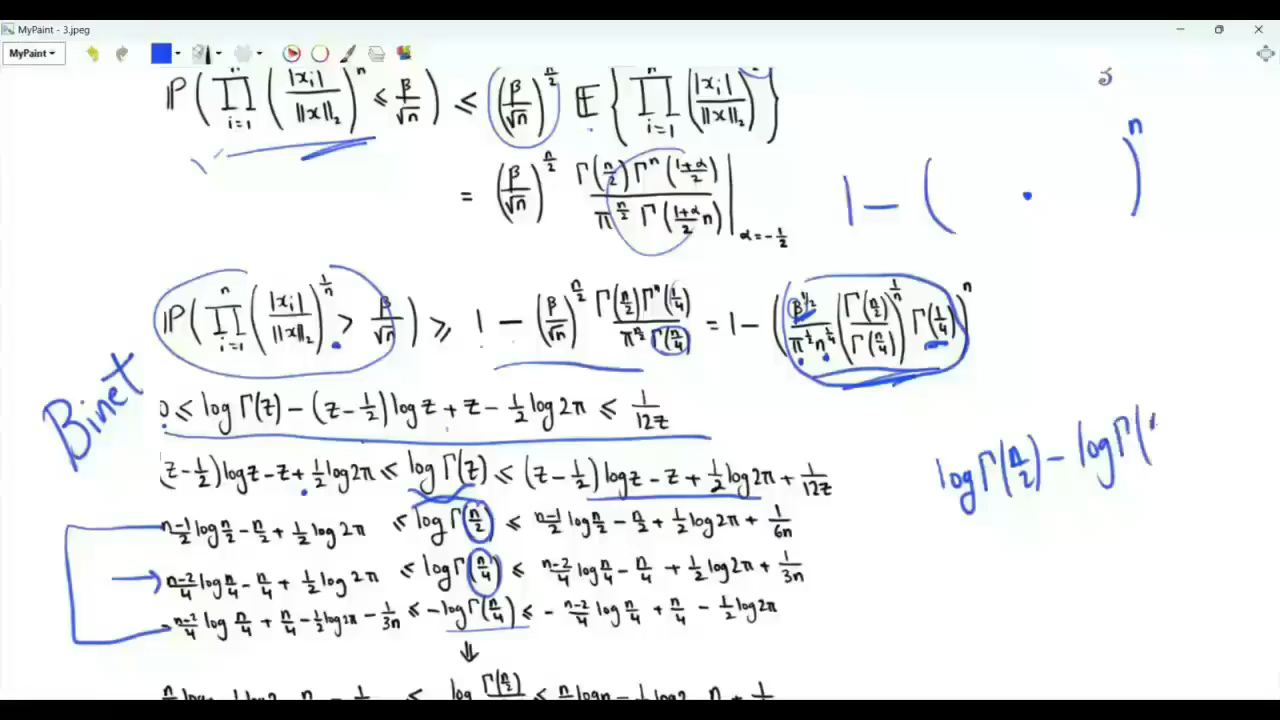 MyPaint - 3.jpeg
MyPaint
ℙ( ∏_{i=1}^{n} ( |x_i| / ‖x‖_2 )^n ≤ β/√n ) ≤ (β/√n)^{n/2} 𝔼{ ∏_{i=1}^{n} ( |x_i| / ‖x‖_2 ) }
= (β/√n)^{n/2} Γ(n/2) Γ^n((1+α)/2) / ( π^{n/2} Γ((1+α)/2 n) ) |_{α=-1/2}
1 - ( · )^n
ℙ( ∏_{i=1}^{n} ( |x_i| / ‖x‖_2 )^{1/n} > β/√n ) ≥ 1 - (β/√n)^{n/2} Γ(n/2) Γ^n(1/4) / ( π^{n/2} Γ(n/4) ) = 1 - ( β^{1/2} / (π^{1/2} n^{1/4}) ( Γ(n/2) / Γ(n/4) )^{1/n} Γ(1/4) )^n
Binet
0 ≤ log Γ(z) - (z - 1/2) log z + z - 1/2 log 2π ≤ 1/12z
(z - 1/2) log z - z + 1/2 log 2π ≤ log Γ(z) ≤ (z - 1/2) log z - z + 1/2 log 2π + 1/12z
log Γ(n/2) - log Γ(
n-1/2 log n/2 - n/2 + 1/2 log 2π ≤ log Γ(n/2) ≤ n-1/2 log n/2 - n/2 + 1/2 log 2π + 1/6n
n-2/4 log n/4 - n/4 + 1/2 log 2π ≤ log Γ(n/4) ≤ n-2/4 log n/4 - n/4 + 1/2 log 2π + 1/3n
- n-2/4 log n/4 + n/4 - 1/2 log 2π - 1/3n ≤ - log Γ(n/4) ≤ - n-2/4 log n/4 + n/4 - 1/2 log 2π
⇓